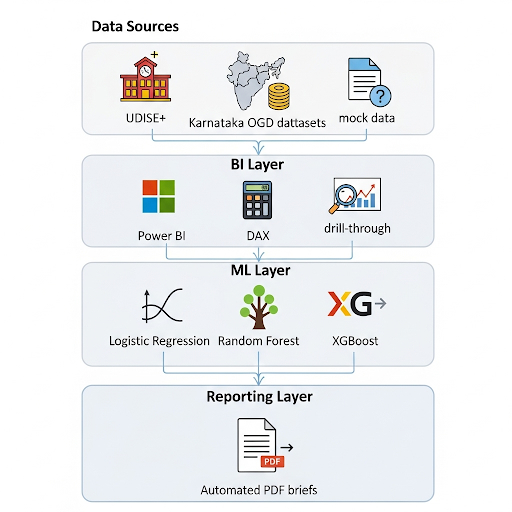 Data Sources
UDISE+
Karnataka OGD dattasets
mock data
?
BI Layer
Power BI
DAX
drill-through
ML Layer
XG
Logistic Regression
Random Forest
XGBoost
Reporting Layer
PDF
Automated PDF briefs